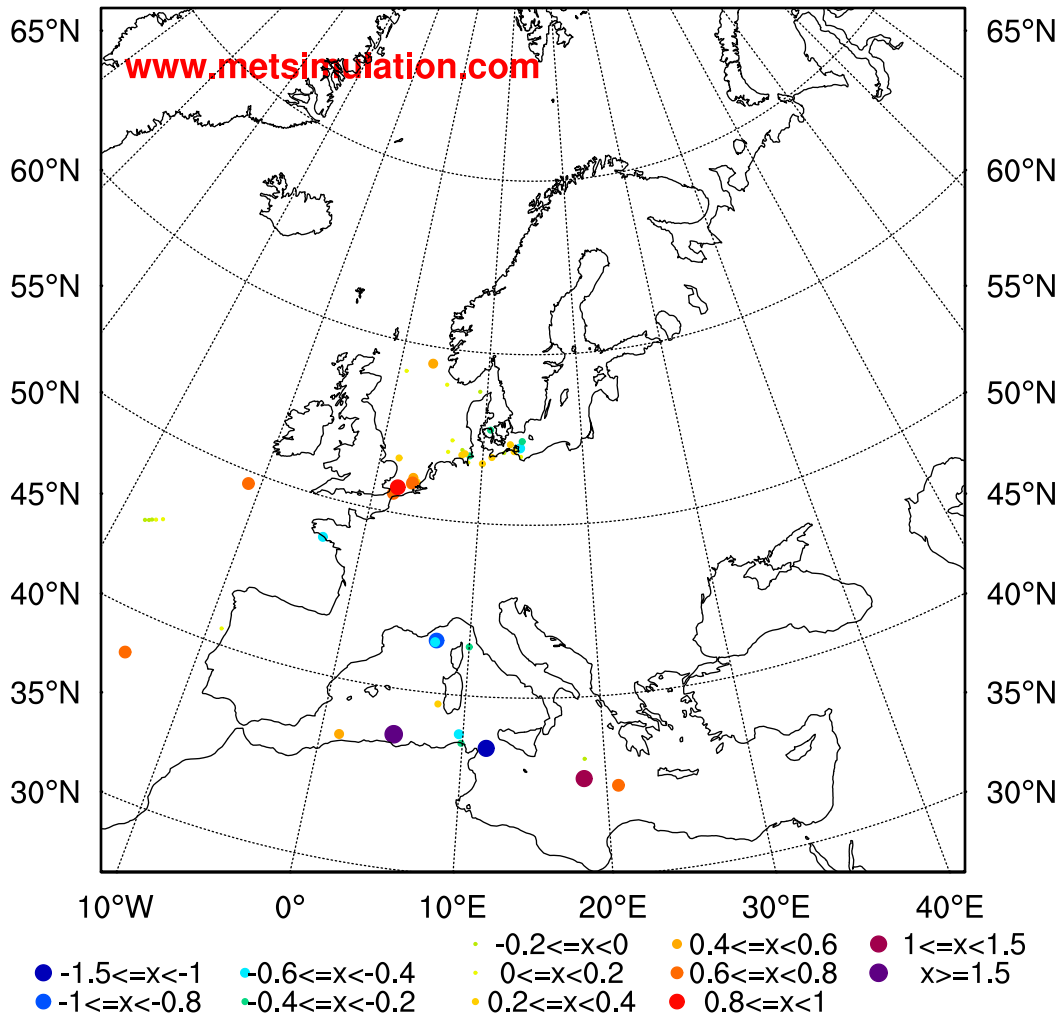 65°N 65°N
www.metsimulation.com
60°N 60°N
55°N 55°N
50°N 50°N
45°N 45°N
40°N 40°N
35°N 35°N
30°N 30°N
10°W 0° 10°E 20°E 30°E 40°E
-0.2<=x<0 0.4<=x<0.6 1<=x<1.5
-1.5<=x<-1 -0.6<=x<-0.4 0<=x<0.2 0.6<=x<0.8 x>=1.5
-1<=x<-0.8 -0.4<=x<-0.2 0.2<=x<0.4 0.8<=x<1